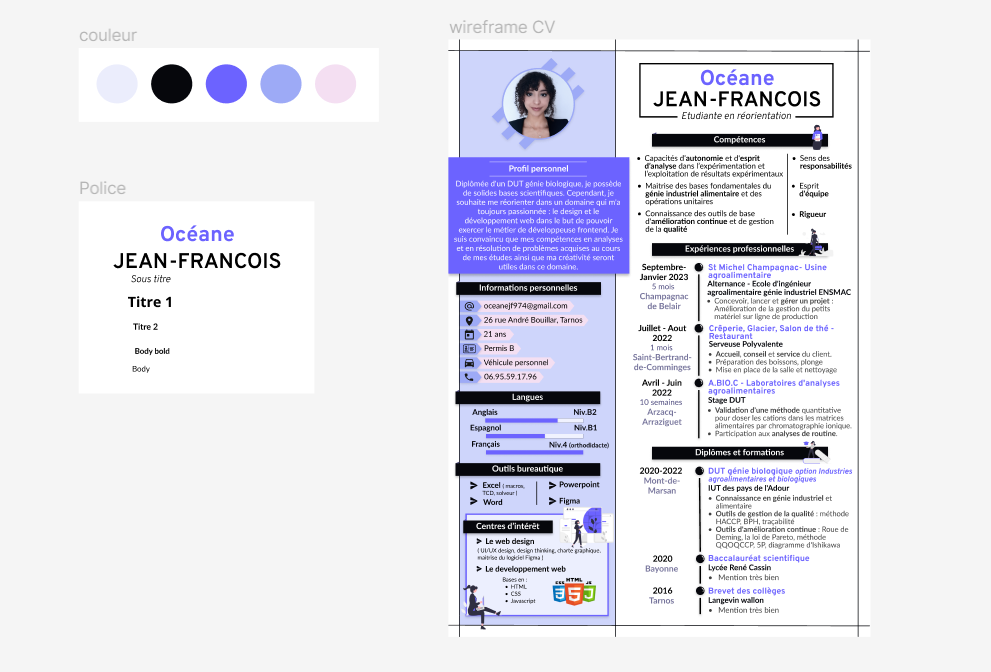 couleur
Police
Océane
JEAN-FRANCOIS
Sous titre
Titre 1
Titre 2
Body bold
Body
wireframe CV
Profil personnel
Diplômée d'un DUT génie biologique, je possède
de solides bases scientifiques. Cependant, je
souhaite me réorienter dans un domaine qui m'a
toujours passionnée : le design et le
développement web dans le but de pouvoir
exercer le métier de développeuse frontend. Je
suis convaincu que mes compétences en analyses
et en résolution de problèmes acquises au cours
de mes études ainsi que ma créativité seront
utiles dans ce domaine.
Informations personnelles
oceanejf974@gmail.com
26 rue André Bouillar, Tarnos
21 ans
Permis B
Véhicule personnel
06.95.59.17.96
Langues
Anglais Niv.B2
Espagnol Niv.B1
Français Niv.4 (orthodidacte)
Outils bureautique
Excel ( macros,
TCD, solveur )
Word
Powerpoint
Figma
Centres d'intérêt
Le web design
( UI/UX design, design thinking, charte graphique,
maitrise du logiciel Figma )
Le developpement web
Bases en :
• HTML
• CSS
• Javascript
CSS HTML JS
3 5 5
Océane
JEAN-FRANCOIS
Etudiante en réorientation
Compétences
• Capacités d'autonomie et d'esprit
d'analyse dans l'expérimentation et
l'exploitation de résultats expérimentaux
• Maitrise des bases fondamentales du
génie industriel alimentaire et des
opérations unitaires
• Connaissance des outils de base
d'amélioration continue et de gestion
de la qualité
• Sens des
responsabilités
• Esprit
d'équipe
• Rigueur
Expériences professionnelles
Septembre-
Janvier 2023
5 mois
Champagnac
de Belair
St Michel Champagnac- Usine
agroalimentaire
Alternance - Ecole d'ingénieur
agroalimentaire génie industriel ENSMAC
• Concevoir, lancer et gérer un projet :
Amélioration de la gestion du petits
matériel sur ligne de production
Juillet - Aout
2022
1 mois
Saint-Bertrand-
de-Comminges
Crêperie, Glacier, Salon de thé -
Restaurant
Serveuse Polyvalente
• Accueil, conseil et service du client.
• Préparation des boissons, plonge
• Mise en place de la salle et nettoyage
Avril - Juin
2022
10 semaines
Arzacq-
Arraziguet
A.BIO.C - Laboratoires d'analyses
agroalimentaires
Stage DUT
• Validation d'une méthode quantitative
pour doser les cations dans les matrices
alimentaires par chromatographie ionique.
• Participation aux analyses de routine.
Diplômes et formations
2020-2022
Mont-de-
Marsan
DUT génie biologique option Industries
agroalimentaires et biologiques
IUT des pays de l'Adour
• Connaissance en génie industriel et
alimentaire
• Outils de gestion de la qualité : méthode
HACCP, BPH, traçabilité
• Outils d'amélioration continue : Roue de
Deming, la loi de Pareto, méthode
QQOQCCP, 5P, diagramme d'Ishikawa
2020
Bayonne
Baccalauréat scientifique
Lycée René Cassin
• Mention très bien
2016
Tarnos
Brevet des collèges
Langevin wallon
• Mention très bien